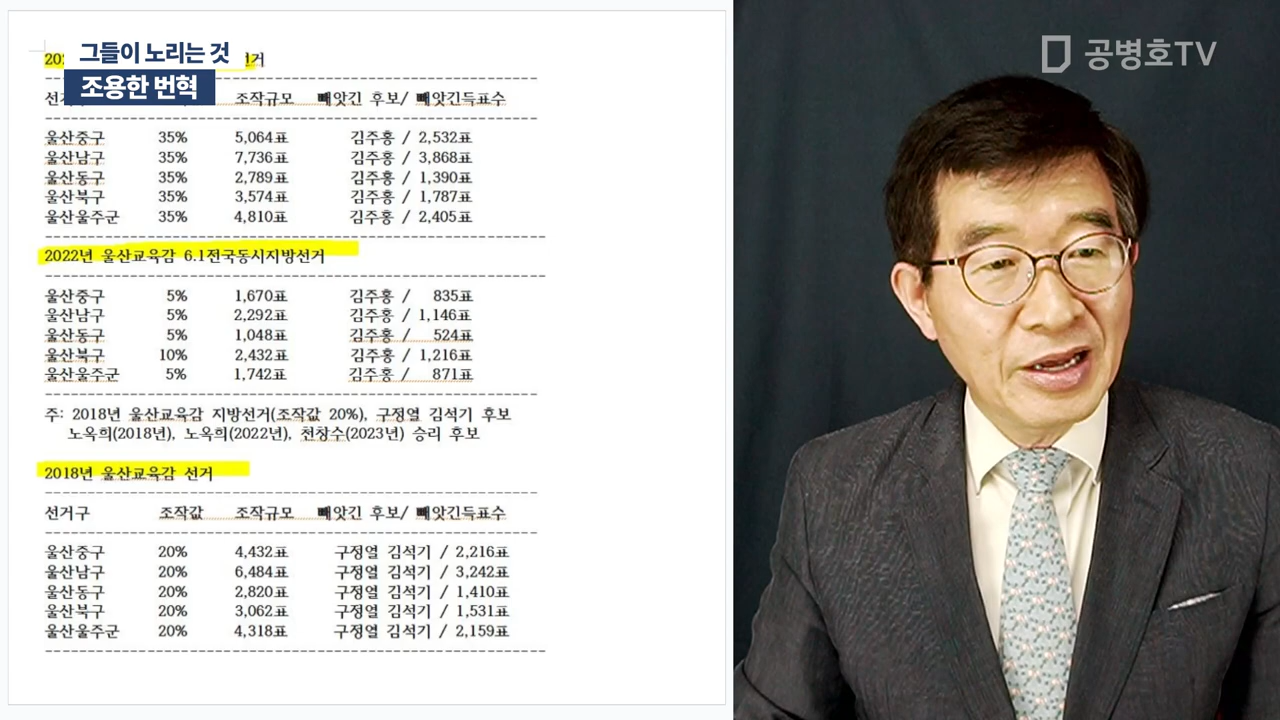 그들이 노리는 것
조용한 번혁
공병호TV
선거
조작규모 빼앗긴 후보/ 빼앗긴득표수
울산중구 35% 5,064표 김주홍 / 2,532표
울산남구 35% 7,736표 김주홍 / 3,868표
울산동구 35% 2,789표 김주홍 / 1,390표
울산북구 35% 3,574표 김주홍 / 1,787표
울산울주군 35% 4,810표 김주홍 / 2,405표
2022년 울산교육감 6.1전국동시지방선거
울산중구 5% 1,670표 김주홍 / 835표
울산남구 5% 2,292표 김주홍 / 1,146표
울산동구 5% 1,048표 김주홍 / 524표
울산북구 10% 2,432표 김주홍 / 1,216표
울산울주군 5% 1,742표 김주홍 / 871표
주: 2018년 울산교육감 지방선거(조작값 20%), 구정열 김석기 후보
노옥희(2018년), 노옥희(2022년), 천창수(2023년) 승리 후보
2018년 울산교육감 선거
선거구 조작값 조작규모 빼앗긴 후보/ 빼앗긴득표수
울산중구 20% 4,432표 구정열 김석기 / 2,216표
울산남구 20% 6,484표 구정열 김석기 / 3,242표
울산동구 20% 2,820표 구정열 김석기 / 1,410표
울산북구 20% 3,062표 구정열 김석기 / 1,531표
울산울주군 20% 4,318표 구정열 김석기 / 2,159표